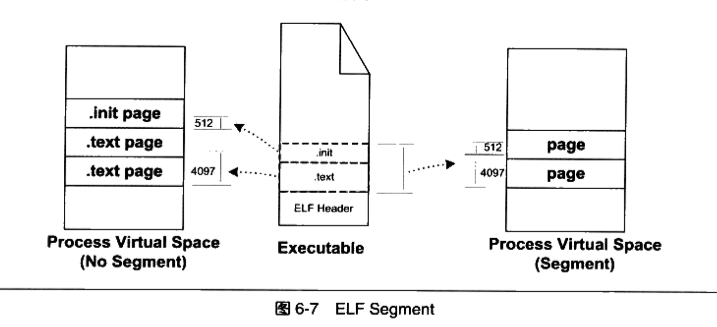 .init page
.text page
.text page
512
4097
Process Virtual Space
(No Segment)
.init
.text
ELF Header
Executable
512
4097
page
page
Process Virtual Space
(Segment)
图 6-7 ELF Segment